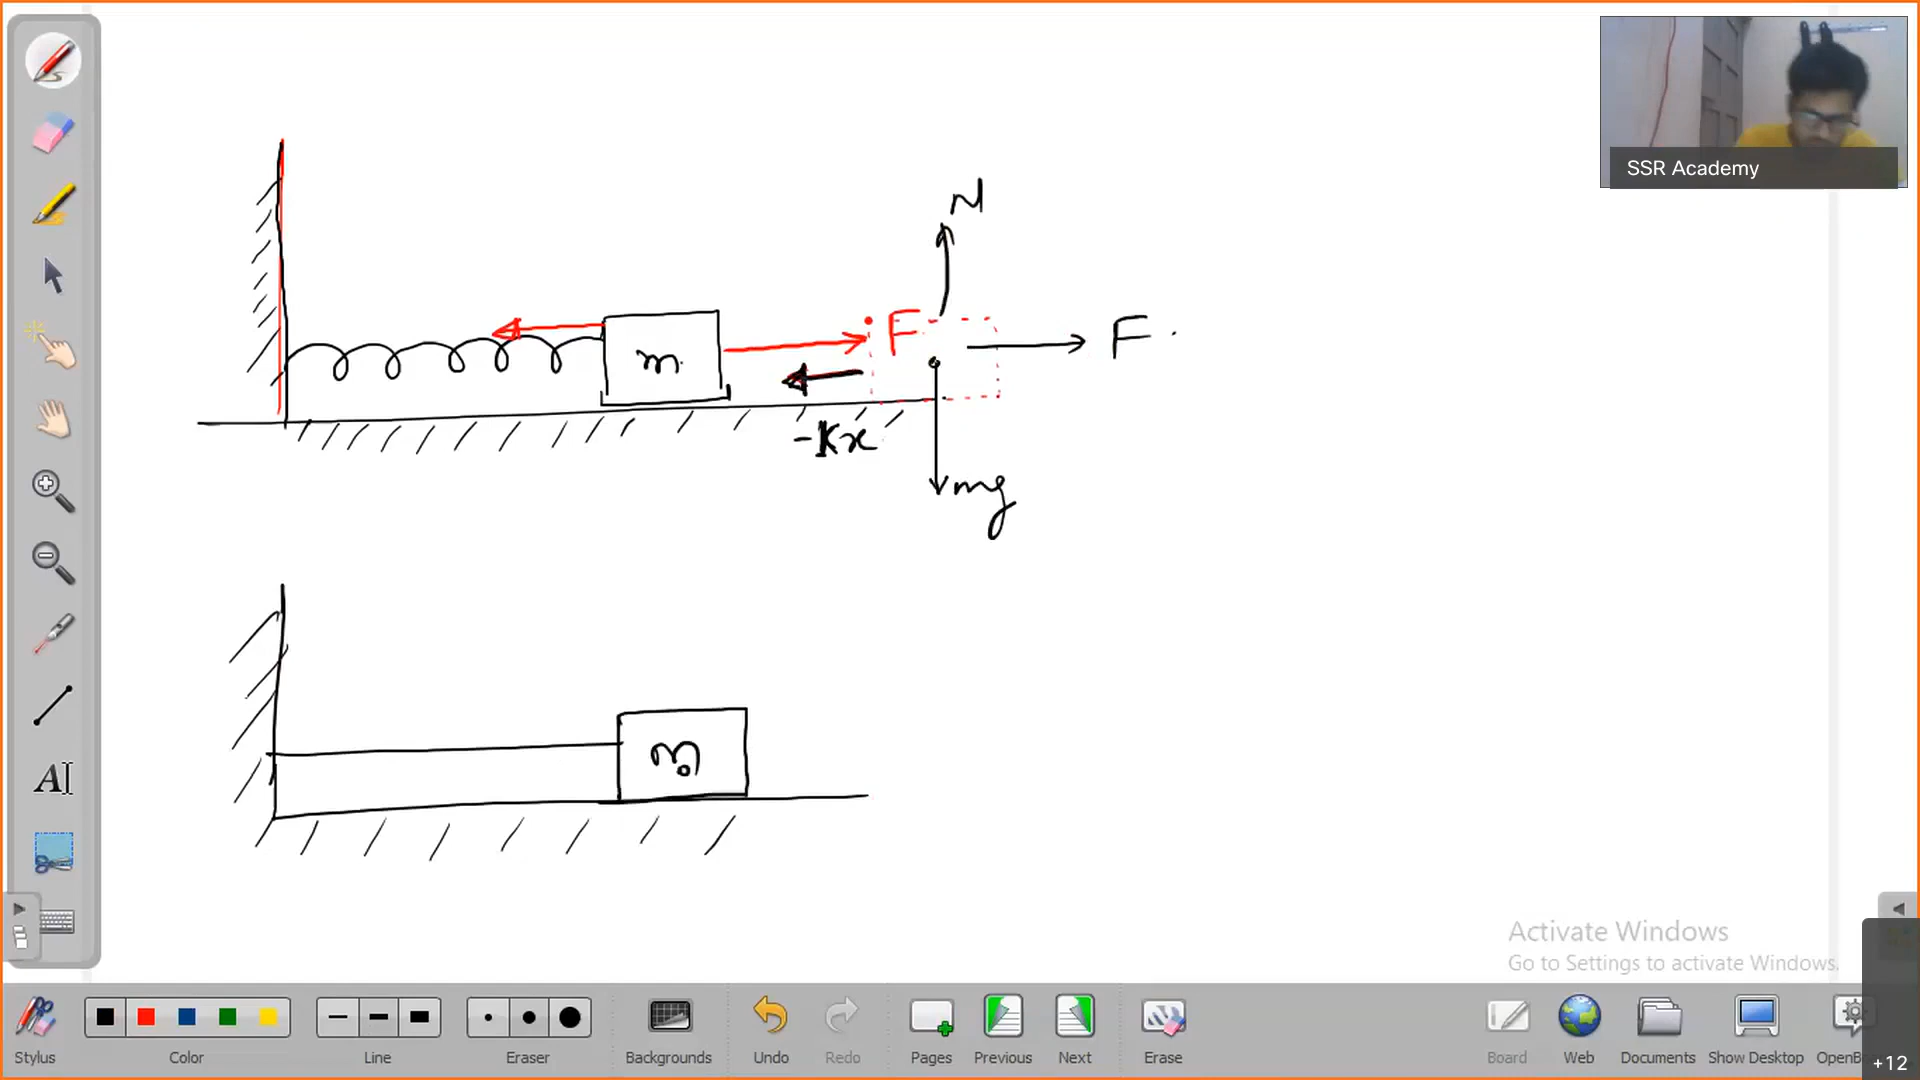 SSR Academy
N
F
F
m
-Kx
mg
m
Activate Windows
Go to Settings to activate Windows.
Stylus
Color
Line
Eraser
Backgrounds
Undo
Redo
Pages
Previous
Next
Erase
Board
Web
Documents
Show Desktop
OpenB
+12